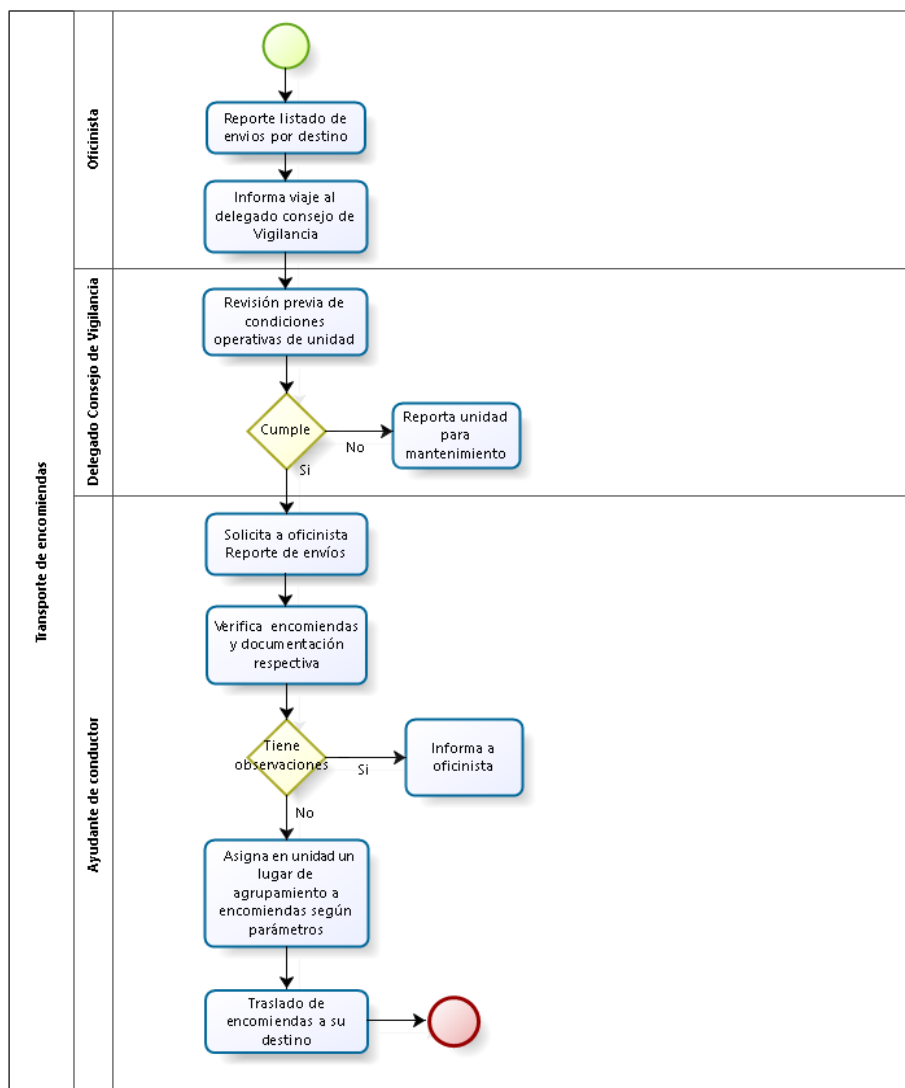 Transporte de encomiendas
Oficinista
Reporte listado de
envios por destino
Informa viaje al
delegado consejo de
Vigilancia
Delegado Consejo de Vigilancia
Revisión previa de
condiciones
operativas de unidad
Cumple
No
Si
Reporta unidad
para
mantenimiento
Ayudante de conductor
Solicita a oficinista
Reporte de envíos
Verifica encomiendas
y documentación
respectiva
Tiene
observaciones
Si
No
Informa a
oficinista
Asigna en unidad un
lugar de
agrupamiento a
encomiendas según
parámetros
Traslado de
encomiendas a su
destino